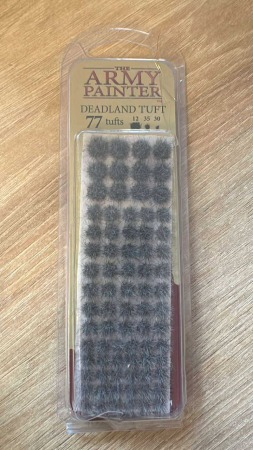 THE
ARMY
PAINTER
DEADLAND TUFT
77 tufts 12 35 30